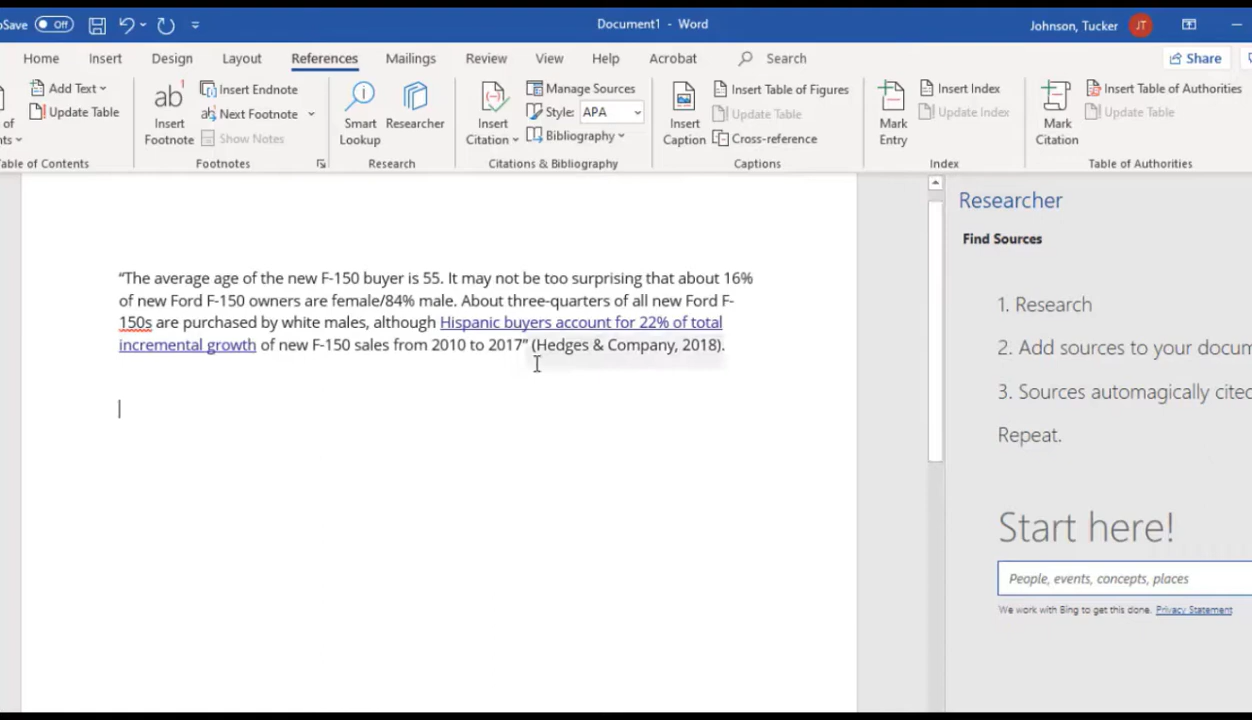 Save Off Document1 - Word Johnson, Tucker JT
Home Insert Design Layout References Mailings Review View Help Acrobat Search Share
Add Text
Update Table
of
Table of Contents
ab1
Insert
Footnote
Insert Endnote
Next Footnote
Show Notes
Footnotes
Smart
Lookup
Researcher
Research
Insert
Citation
Manage Sources
Style: APA
Bibliography
Citations & Bibliography
Insert
Caption
Insert Table of Figures
Update Table
Cross-reference
Captions
Mark
Entry
Insert Index
Update Index
Index
Mark
Citation
Insert Table of Authorities
Update Table
Table of Authorities
“The average age of the new F-150 buyer is 55. It may not be too surprising that about 16%
of new Ford F-150 owners are female/84% male. About three-quarters of all new Ford F-
150s are purchased by white males, although Hispanic buyers account for 22% of total
incremental growth of new F-150 sales from 2010 to 2017” (Hedges & Company, 2018).
Researcher
Find Sources
1. Research
2. Add sources to your docum
3. Sources automagically cited
Repeat.
Start here!
People, events, concepts, places
We work with Bing to get this done. Privacy Statement